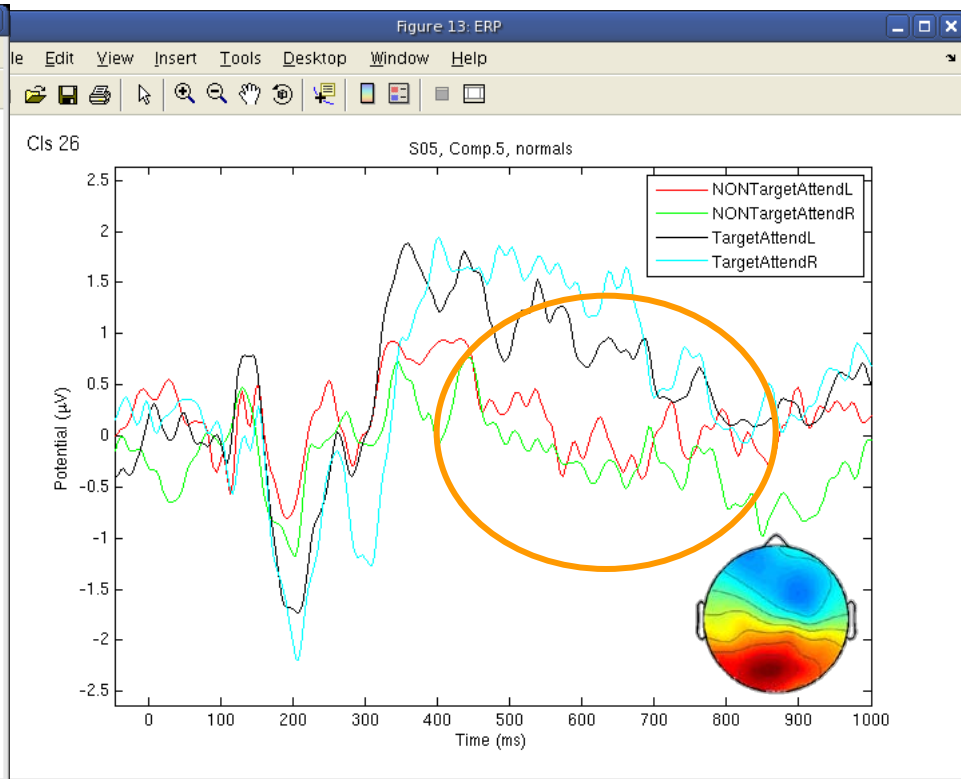 Figure 13: ERP
le Edit View Insert Tools Desktop Window Help
Cls 26
S05, Comp.5, normals
NONTargetAttendL
NONTargetAttendR
TargetAttendL
TargetAttendR
Potential (µV)
2.5
2
1.5
1
0.5
0
-0.5
-1
-1.5
-2
-2.5
0 100 200 300 400 500 600 700 800 900 1000
Time (ms)